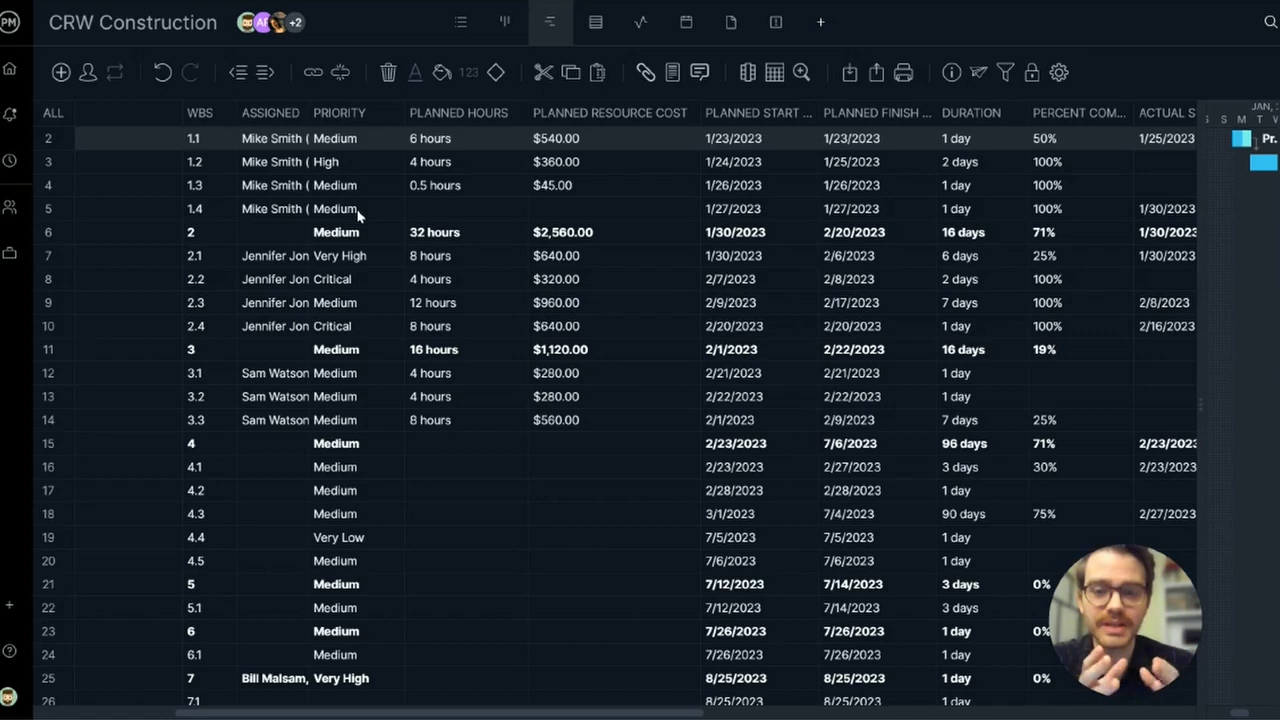 PM CRW Construction AF +2 +
123
ALL WBS ASSIGNED PRIORITY PLANNED HOURS PLANNED RESOURCE COST PLANNED START ... PLANNED FINISH ... DURATION PERCENT COM... ACTUAL S JAN,
S S M T W
2 1.1 Mike Smith ( Medium 6 hours $540.00 1/23/2023 1/23/2023 1 day 50% 1/25/2023 Pr.
3 1.2 Mike Smith ( High 4 hours $360.00 1/24/2023 1/25/2023 2 days 100%
4 1.3 Mike Smith ( Medium 0.5 hours $45.00 1/26/2023 1/26/2023 1 day 100%
5 1.4 Mike Smith ( Medium 1/27/2023 1/27/2023 1 day 100% 1/30/2023
6 2 Medium 32 hours $2,560.00 1/30/2023 2/20/2023 16 days 71% 1/30/2023
7 2.1 Jennifer Jon Very High 8 hours $640.00 1/30/2023 2/6/2023 6 days 25% 1/30/2023
8 2.2 Jennifer Jon Critical 4 hours $320.00 2/7/2023 2/8/2023 2 days 100%
9 2.3 Jennifer Jon Medium 12 hours $960.00 2/9/2023 2/17/2023 7 days 100% 2/8/2023
10 2.4 Jennifer Jon Critical 8 hours $640.00 2/20/2023 2/20/2023 1 day 100% 2/16/2023
11 3 Medium 16 hours $1,120.00 2/1/2023 2/22/2023 16 days 19%
12 3.1 Sam Watson Medium 4 hours $280.00 2/21/2023 2/21/2023 1 day
13 3.2 Sam Watson Medium 4 hours $280.00 2/22/2023 2/22/2023 1 day
14 3.3 Sam Watson Medium 8 hours $560.00 2/1/2023 2/9/2023 7 days 25%
15 4 Medium 2/23/2023 7/6/2023 96 days 71% 2/23/2023
16 4.1 Medium 2/23/2023 2/27/2023 3 days 30% 2/23/2023
17 4.2 Medium 2/28/2023 2/28/2023 1 day
18 4.3 Medium 3/1/2023 7/4/2023 90 days 75% 2/27/2023
19 4.4 Very Low 7/5/2023 7/5/2023 1 day
20 4.5 Medium 7/6/2023 7/6/2023 1 day
21 5 Medium 7/12/2023 7/14/2023 3 days 0%
22 5.1 Medium 7/12/2023 7/14/2023 3 days
23 6 Medium 7/26/2023 7/26/2023 1 day 0%
24 6.1 Medium 7/26/2023 7/26/2023 1 day
25 7 Bill Malsam, Very High 8/25/2023 8/25/2023 1 day 0%
26 7.1 8/25/2023 8/25/2023 1 day